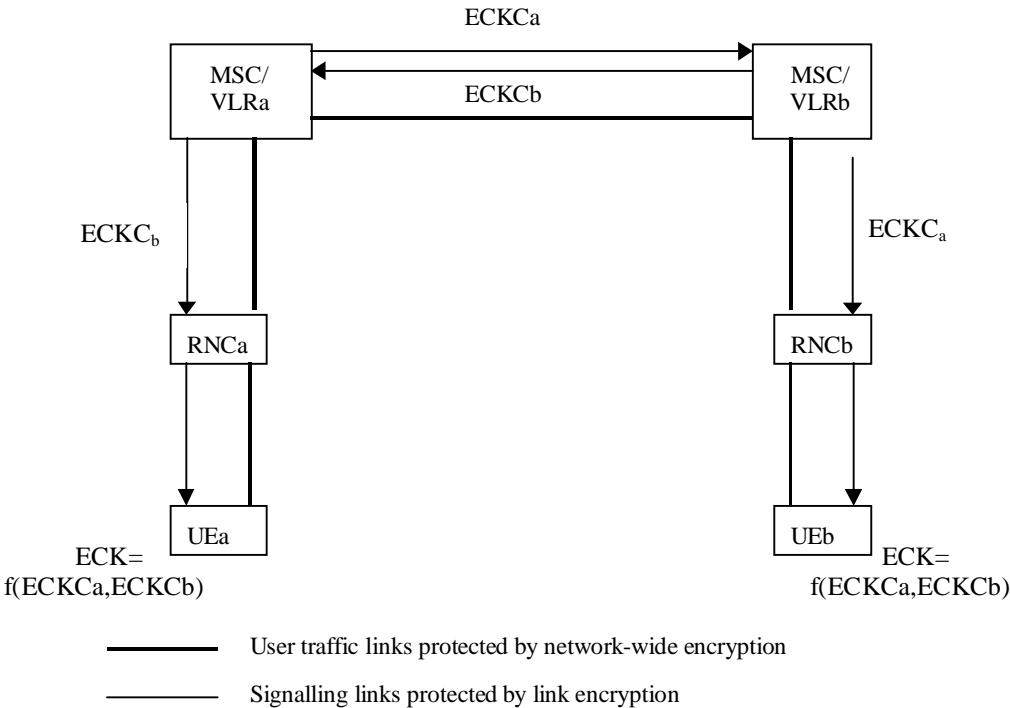 ECKCa
MSC/
VLRa
MSC/
VLRb
ECKCb
ECKCb
ECKCa
RNCa
RNCb
UEa
UEb
ECK=
f(ECKCa,ECKCb)
ECK=
f(ECKCa,ECKCb)
User traffic links protected by network-wide encryption
Signalling links protected by link encryption